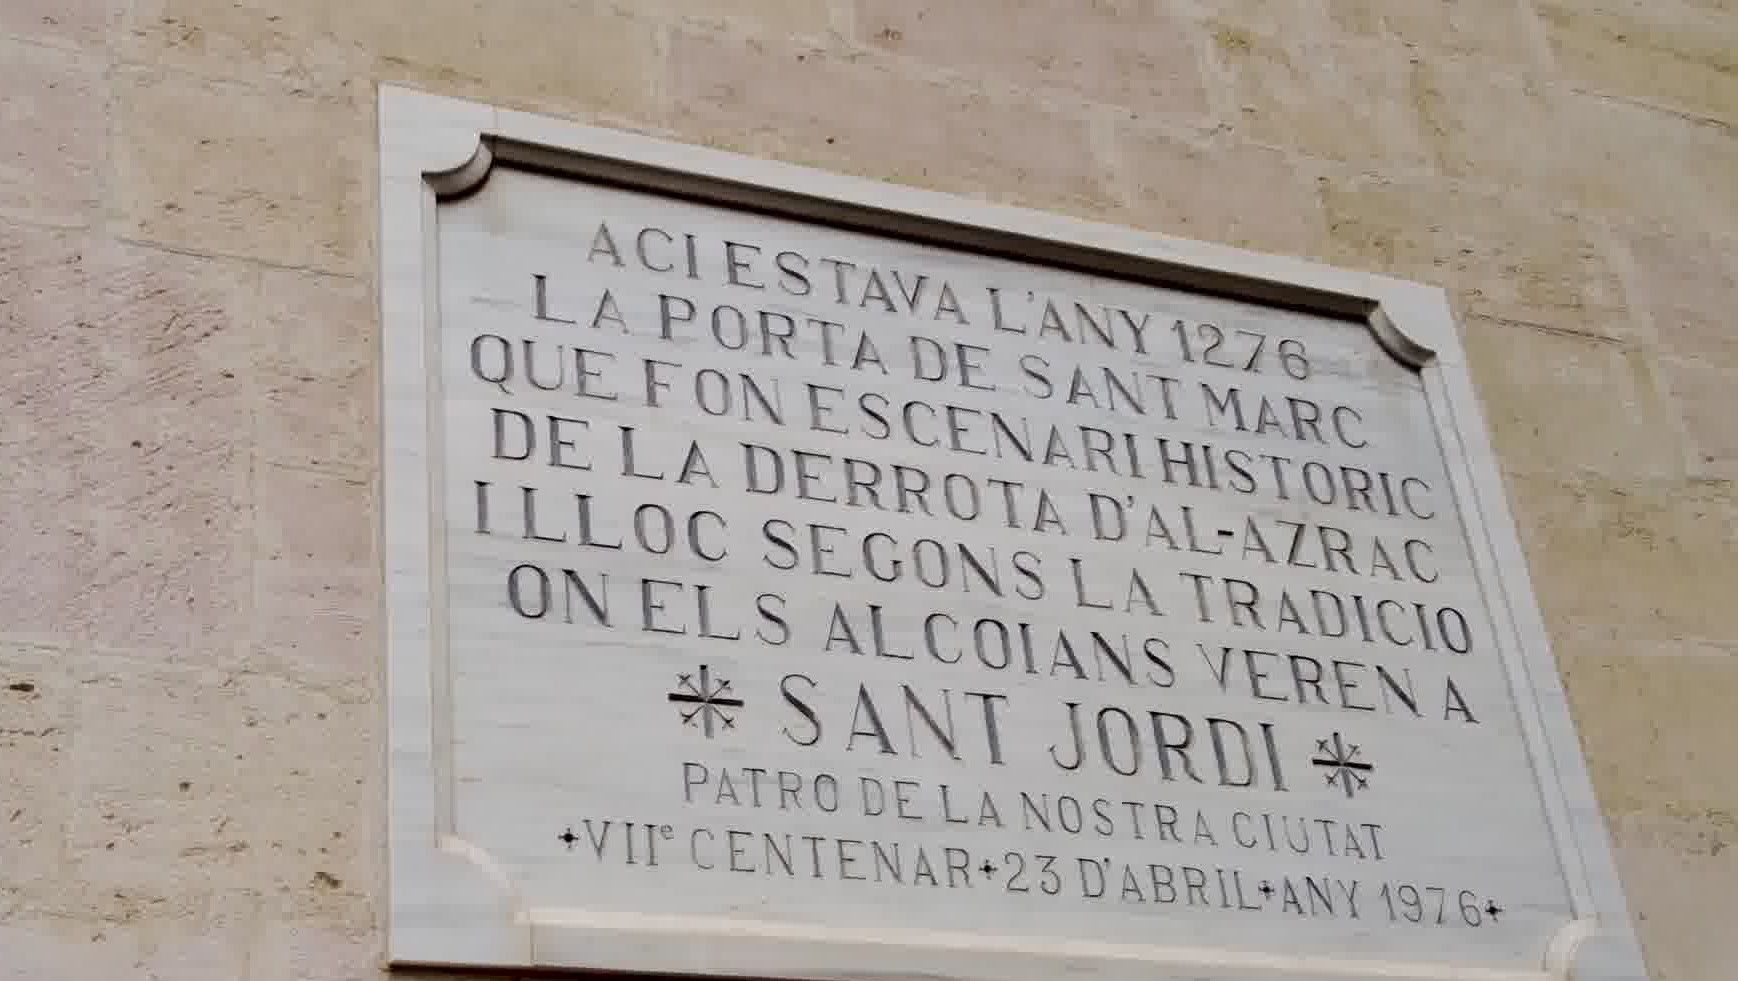 ACI ESTAVA L'ANY 1276
LA PORTA DE SANT MARC
QUE FON ESCENARI HISTORIC
DE LA DERROTA D'AL-AZRAC
I LLOC SEGONS LA TRADICIO
ON ELS ALCOIANS VEREN A
SANT JORDI
PATRO DE LA NOSTRA CIUTAT
VIIe CENTENAR 23 D'ABRIL ANY 1976